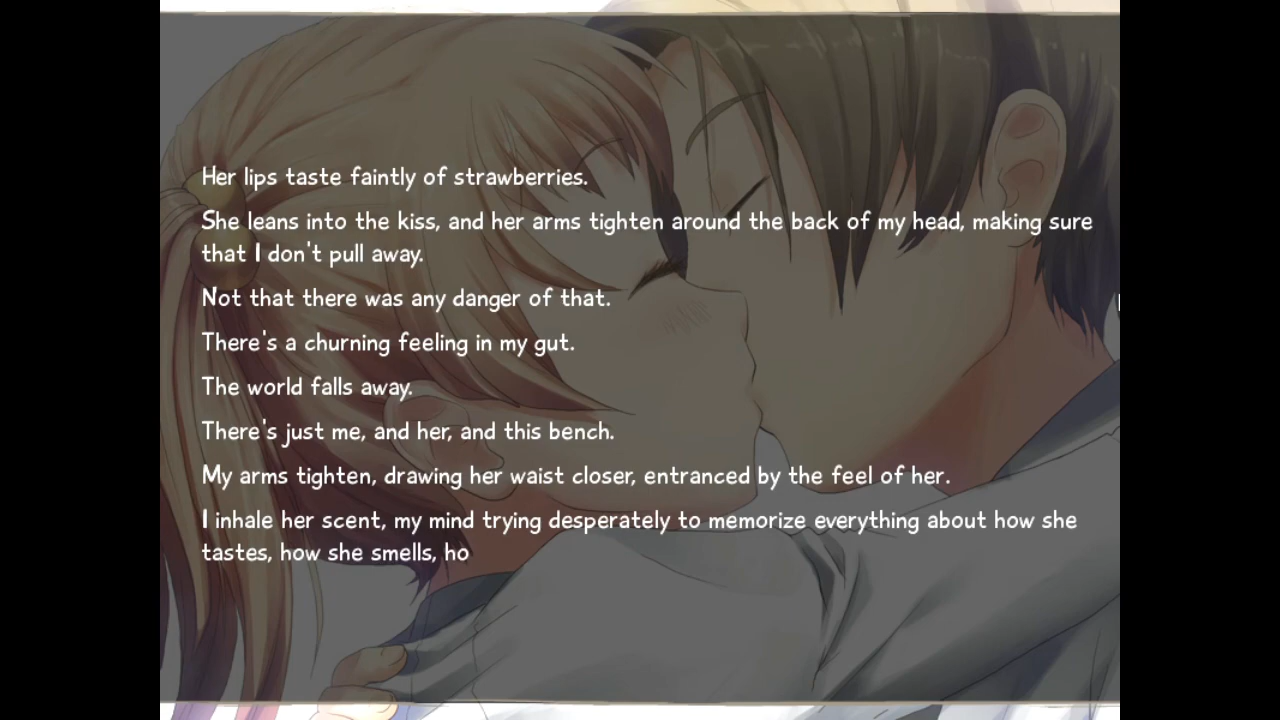 Her lips taste faintly of strawberries.
She leans into the kiss, and her arms tighten around the back of my head, making sure
that I don't pull away.
Not that there was any danger of that.
There's a churning feeling in my gut.
The world falls away.
There's just me, and her, and this bench.
My arms tighten, drawing her waist closer, entranced by the feel of her.
I inhale her scent, my mind trying desperately to memorize everything about how she
tastes, how she smells, ho